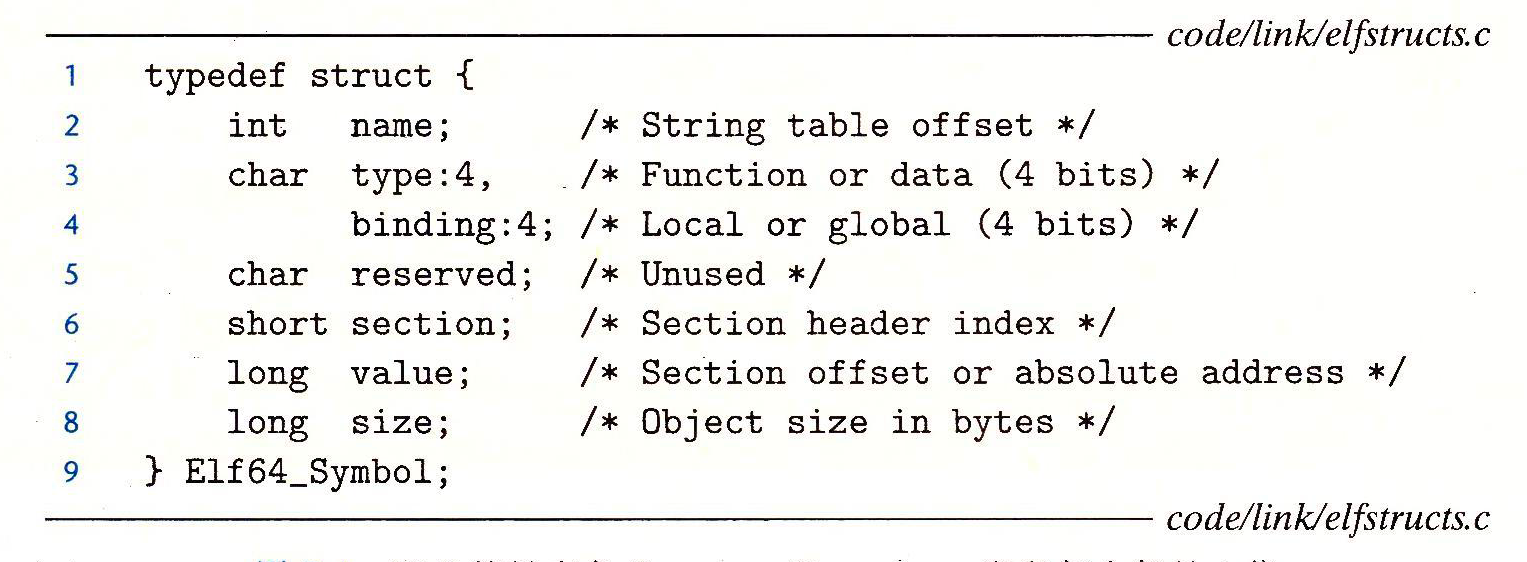 code/link/elfstructs.c
1 typedef struct {
2 int name; /* String table offset */
3 char type:4, /* Function or data (4 bits) */
4 binding:4; /* Local or global (4 bits) */
5 char reserved; /* Unused */
6 short section; /* Section header index */
7 long value; /* Section offset or absolute address */
8 long size; /* Object size in bytes */
9 } Elf64_Symbol;
code/link/elfstructs.c